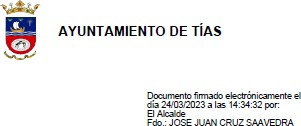 AYUNTAMIENTO DE TÍAS
Documento firmado electrónicamente el
día 24/03/2023 a las 14:34:32 por:
El Alcalde
Fdo.: JOSE JUAN CRUZ SAAVEDRA